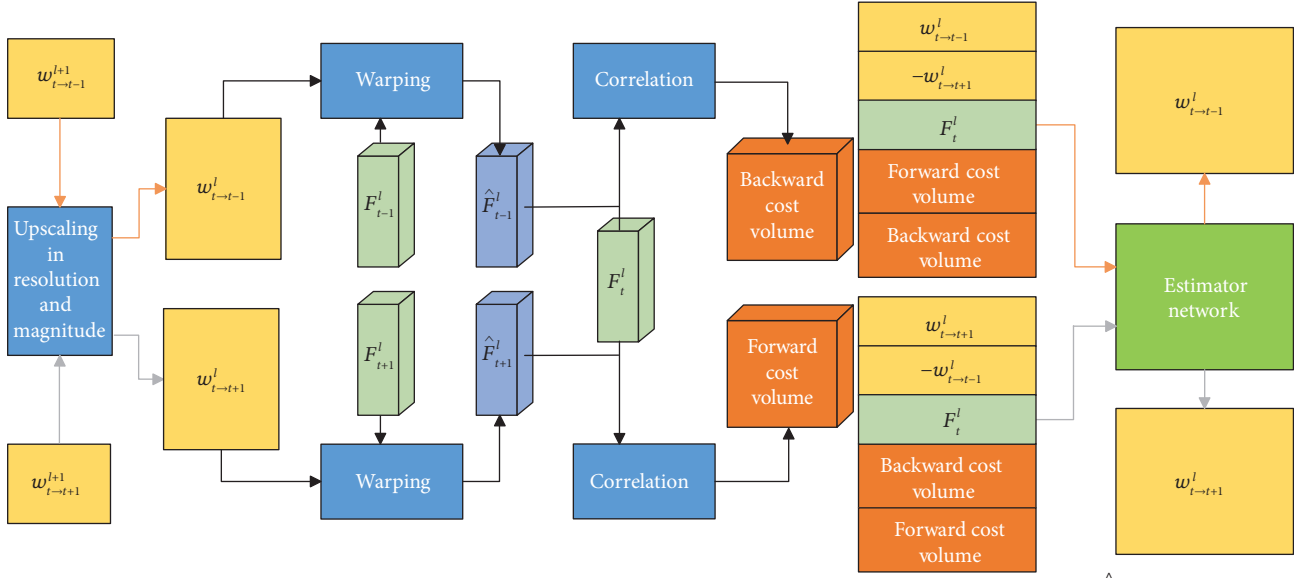 w^{l+1}_{t→t−1}
Upscaling
in
resolution
and
magnitude
w^{l+1}_{t→t+1}
w^l_{t→t−1}
w^l_{t→t+1}
Warping
F^l_{t−1}
F^l_{t+1}
Warping
F̂^l_{t−1}
F̂^l_{t+1}
Correlation
F^l_t
Correlation
Backward
cost
volume
Forward
cost
volume
w^l_{t→t−1}
−w^l_{t→t+1}
F^l_t
Forward cost
volume
Backward cost
volume
w^l_{t→t+1}
−w^l_{t→t−1}
F^l_t
Backward cost
volume
Forward cost
volume
w^l_{t→t−1}
Estimator
network
w^l_{t→t+1}